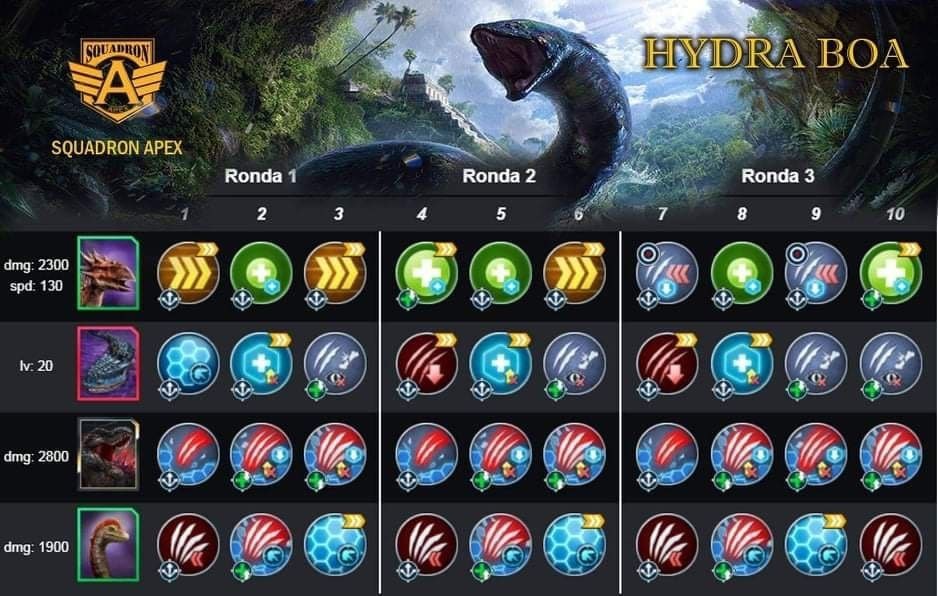 SQUADRON
A
SQUADRON APEX
HYDRA BOA
Ronda 1
Ronda 2
Ronda 3
1 2 3 4 5 6 7 8 9 10
dmg: 2300
spd: 130
lv: 20
dmg: 2800
dmg: 1900